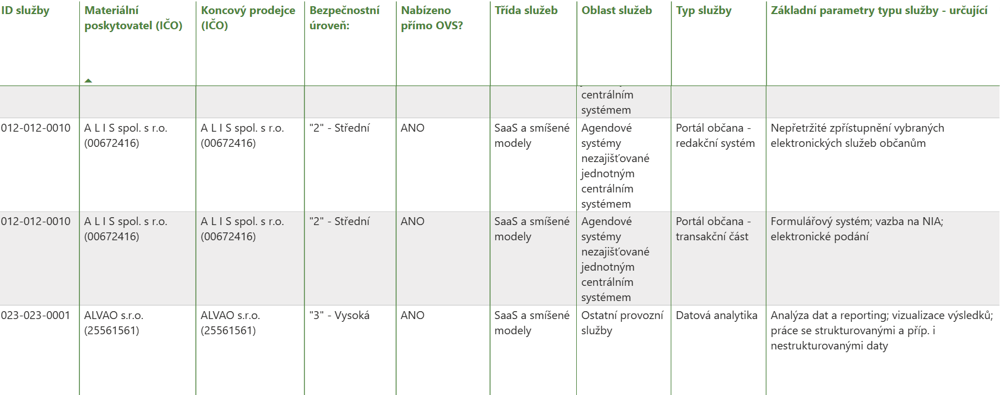 ID služby
Materiální
poskytovatel (IČO)
Koncový prodejce
(IČO)
Bezpečnostní
úroveň:
Nabízeno
přímo OVS?
Třída služeb
Oblast služeb
Typ služby
Základní parametry typu služby - určující
centrálním
systémem
012-012-0010
A L I S spol. s r.o.
(00672416)
A L I S spol. s r.o.
(00672416)
"2" - Střední
ANO
SaaS a smíšené
modely
Agendové
systémy
nezajišťované
jednotným
centrálním
systémem
Portál občana -
redakční systém
Nepřetržité zpřístupnění vybraných
elektronických služeb občanům
012-012-0010
A L I S spol. s r.o.
(00672416)
A L I S spol. s r.o.
(00672416)
"2" - Střední
ANO
SaaS a smíšené
modely
Agendové
systémy
nezajišťované
jednotným
centrálním
systémem
Portál občana -
transakční část
Formulářový systém; vazba na NIA;
elektronické podání
023-023-0001
ALVAO s.r.o.
(25561561)
ALVAO s.r.o.
(25561561)
"3" - Vysoká
ANO
SaaS a smíšené
modely
Ostatní provozní
služby
Datová analytika
Analýza dat a reporting; vizualizace výsledků;
práce se strukturovanými a příp. i
nestrukturovanými daty